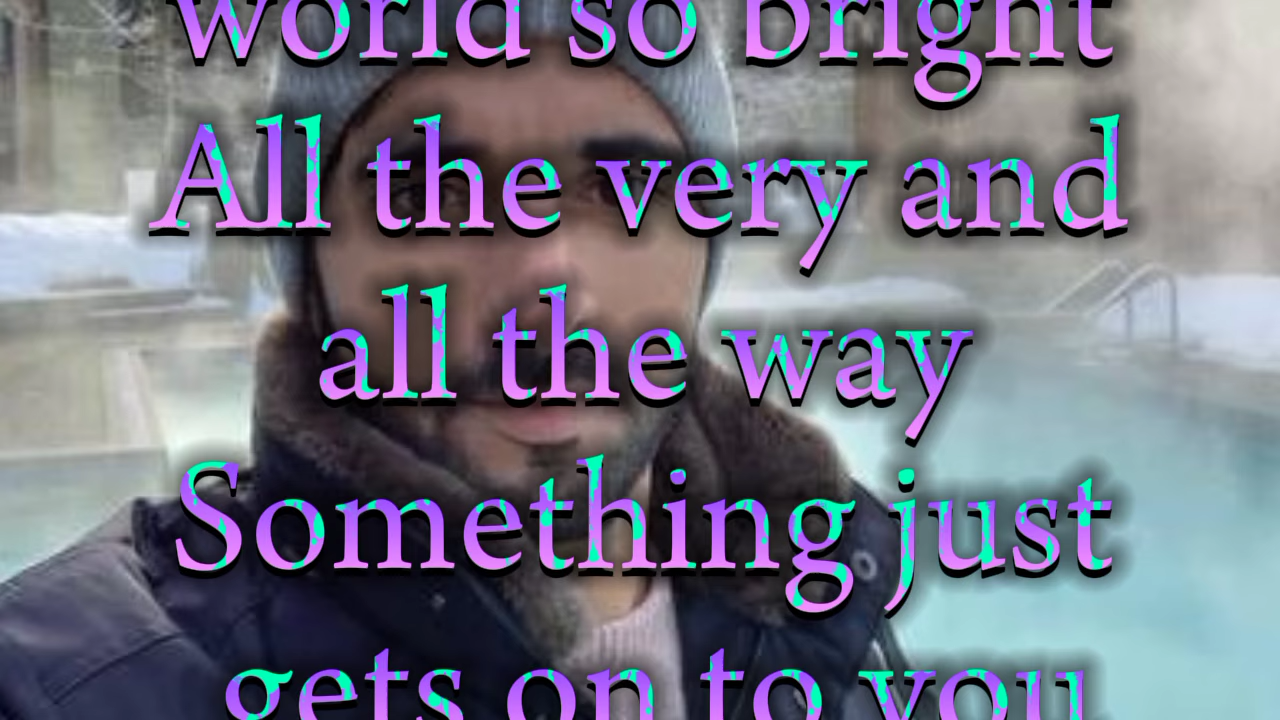 world so bright
All the very and
all the way
Something just
gets on to you